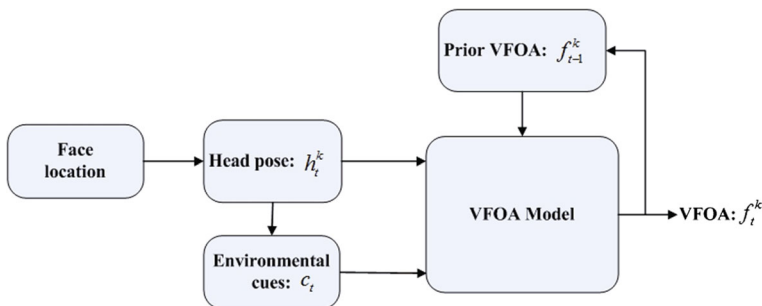 Prior VFOA: f_{t-1}^k
Face
location
Head pose: h_t^k
VFOA Model
VFOA: f_t^k
Environmental
cues: c_t